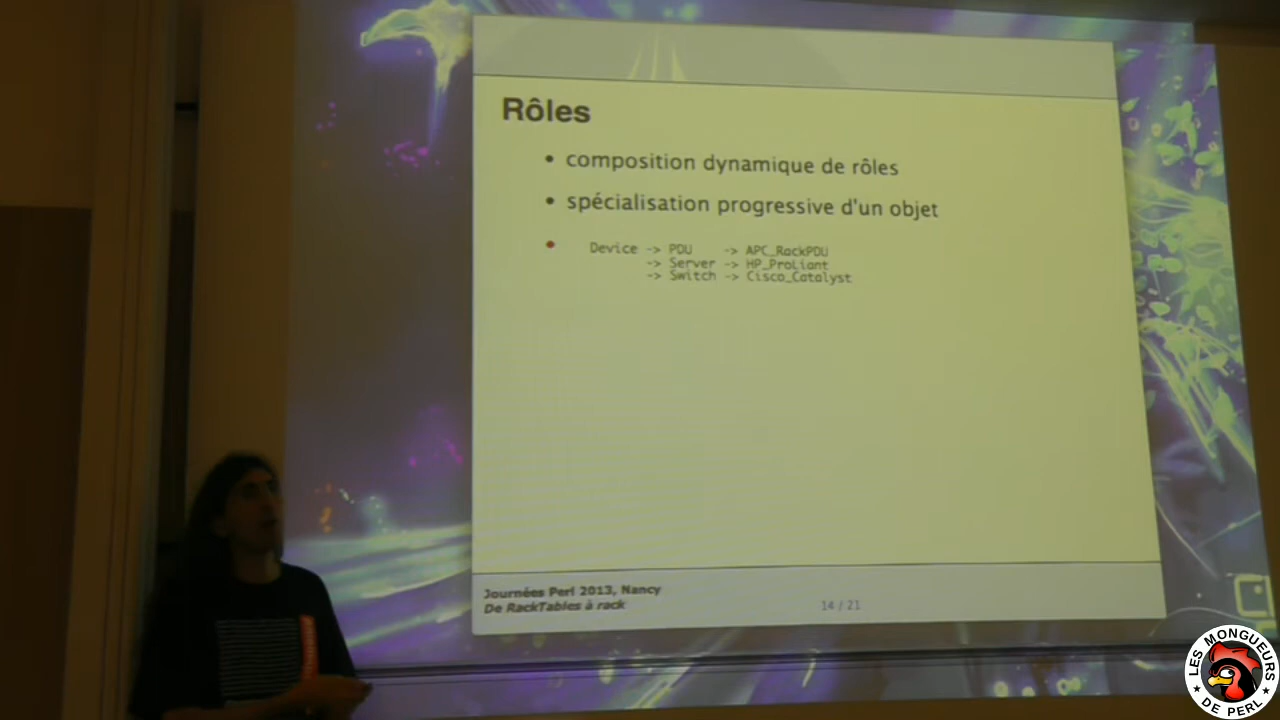 Rôles
• composition dynamique de rôles
• spécialisation progressive d'un objet
• Device -> PDU -> APC_RackPDU
-> Server -> HP_ProLiant
-> Switch -> Cisco_Catalyst
Journées Perl 2013, Nancy
De RackTables à rack
14 / 21
LES MONGUEURS
DE PERL